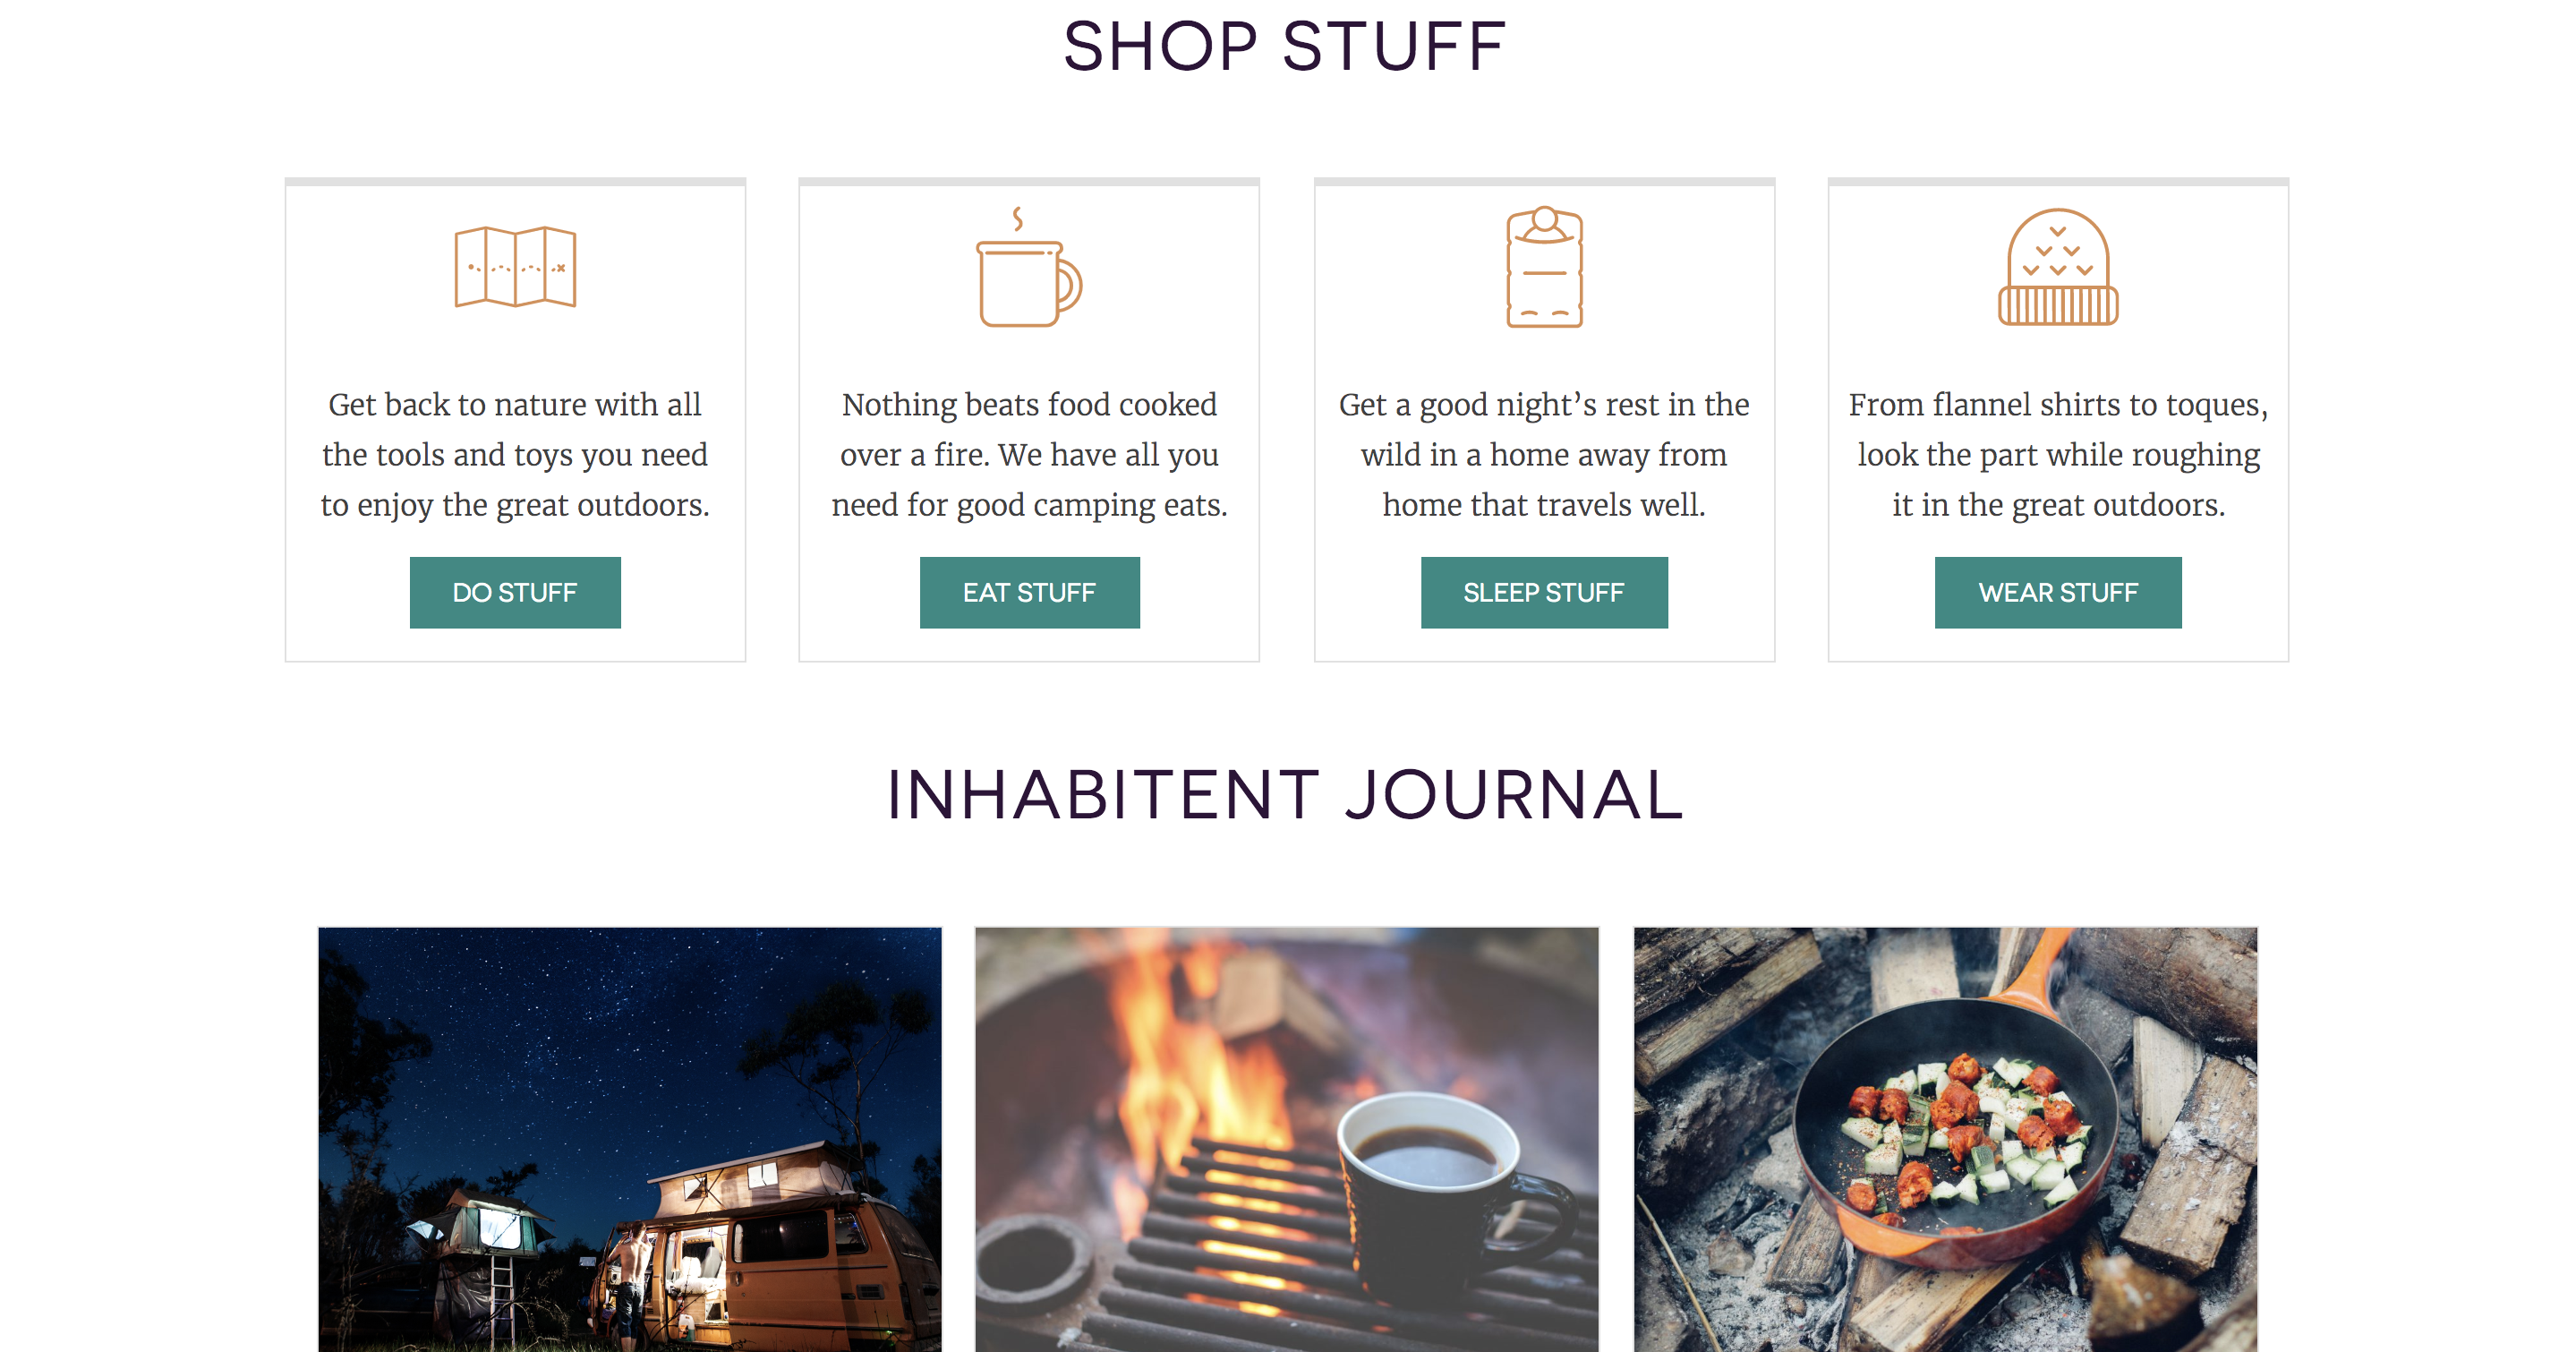 SHOP STUFF
Get back to nature with all
the tools and toys you need
to enjoy the great outdoors.
DO STUFF
Nothing beats food cooked
over a fire. We have all you
need for good camping eats.
EAT STUFF
Get a good night’s rest in the
wild in a home away from
home that travels well.
SLEEP STUFF
From flannel shirts to toques,
look the part while roughing
it in the great outdoors.
WEAR STUFF
INHABITENT JOURNAL